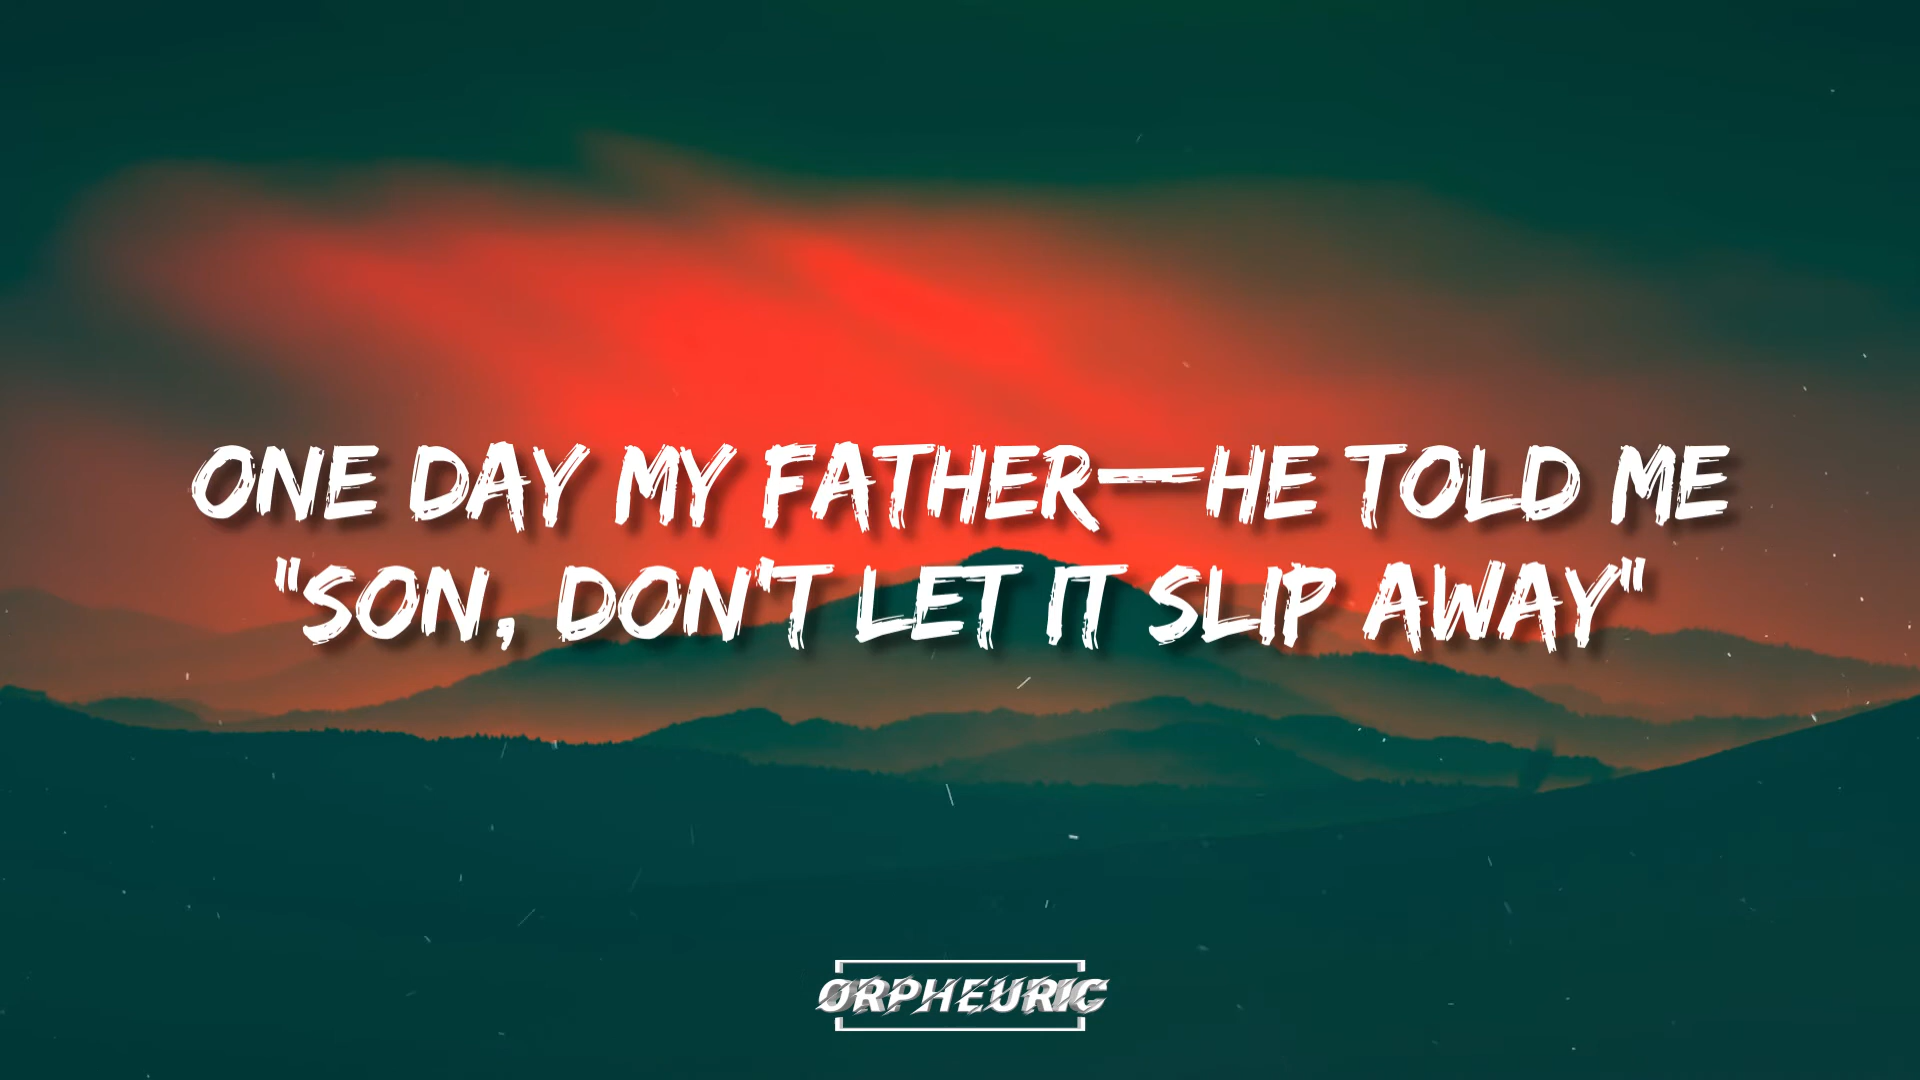 ONE DAY MY FATHER—HE TOLD ME
"SON, DON'T LET IT SLIP AWAY"
ORPHEURIC